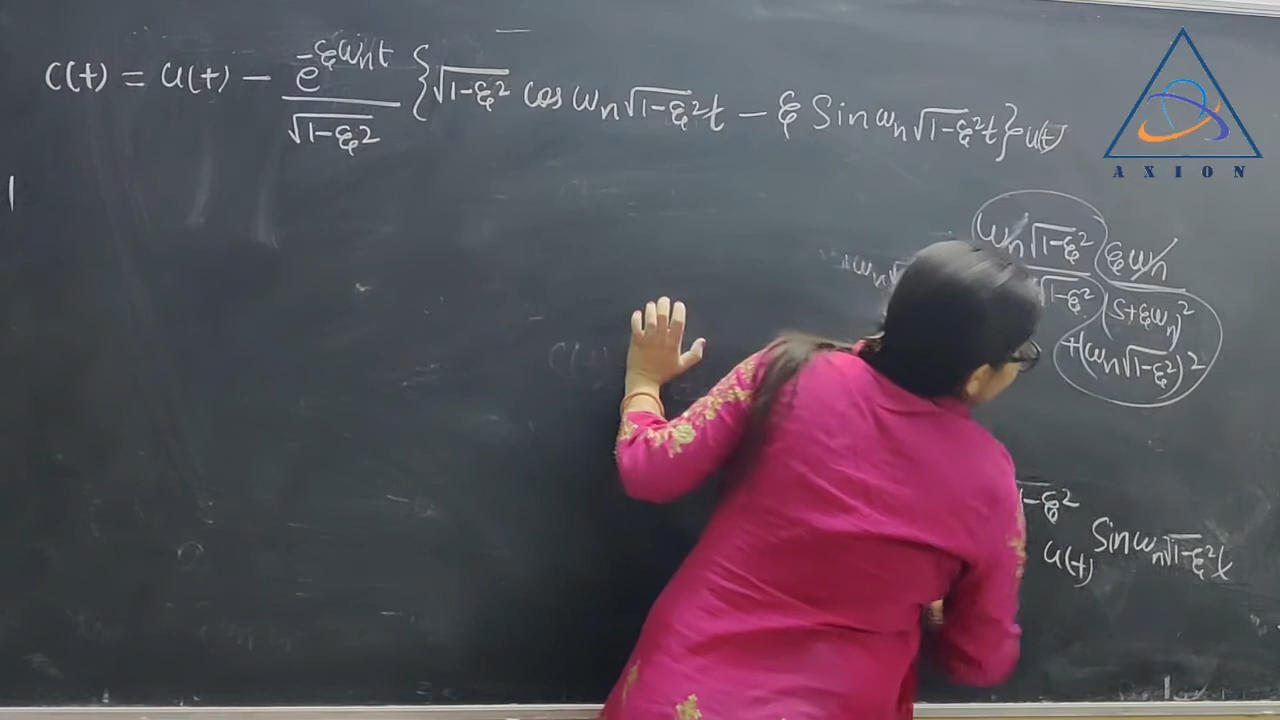 C(t) = u(t) - e^{-ξωnt}/√(1-ξ²) {√(1-ξ²) cos ωn√(1-ξ²)t - ξ Sin ωn√(1-ξ²)t} u(t)
AXION
ωn√(1-ξ²) ξωn
√(1-ξ²) (s+ξωn)²
+(ωn√(1-ξ²))²
1-ξ²
Sin ωn√(1-ξ²)t
u(t)